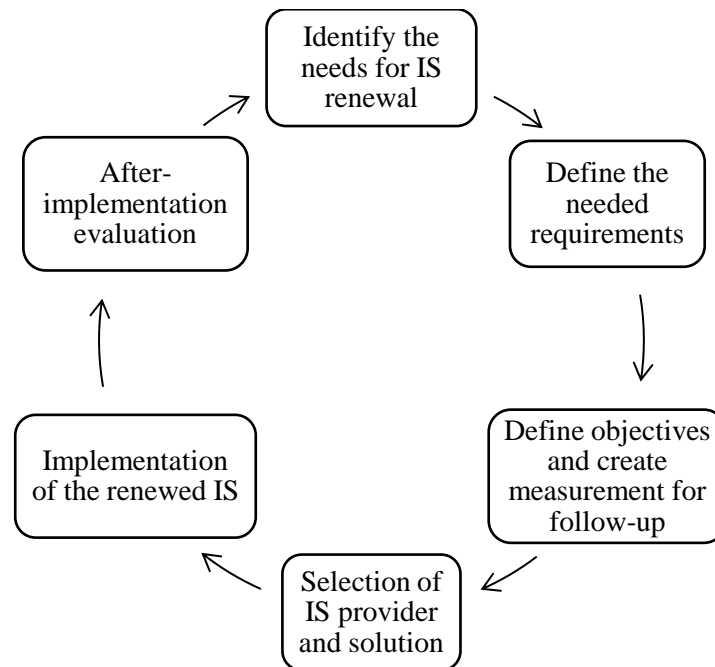 Identify the
needs for IS
renewal
Define the
needed
requirements
Define objectives
and create
measurement for
follow-up
Selection of
IS provider
and solution
Implementation
of the renewed IS
After-
implementation
evaluation